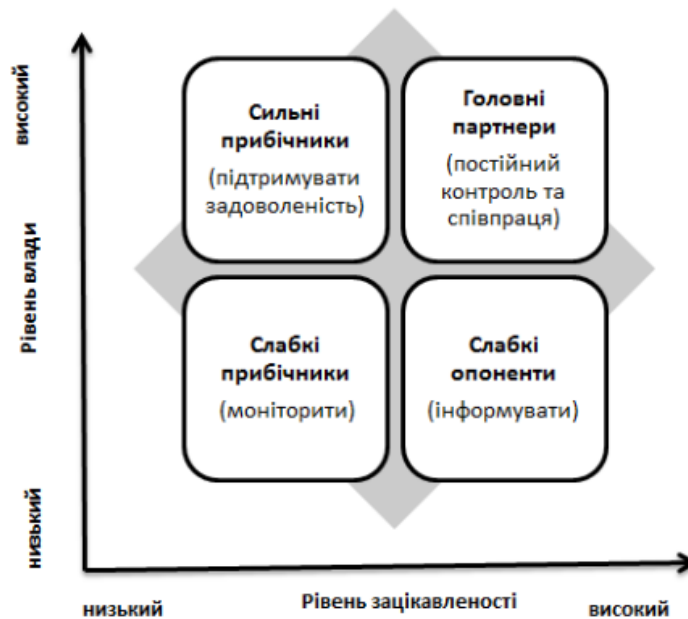 високий
Рівень влади
низький
Сильні
прибічники
(підтримувати
задоволеність)
Головні
партнери
(постійний
контроль та
співпраця)
Слабкі
прибічники
(моніторити)
Слабкі
опоненти
(інформувати)
низький
Рівень зацікавленості
високий